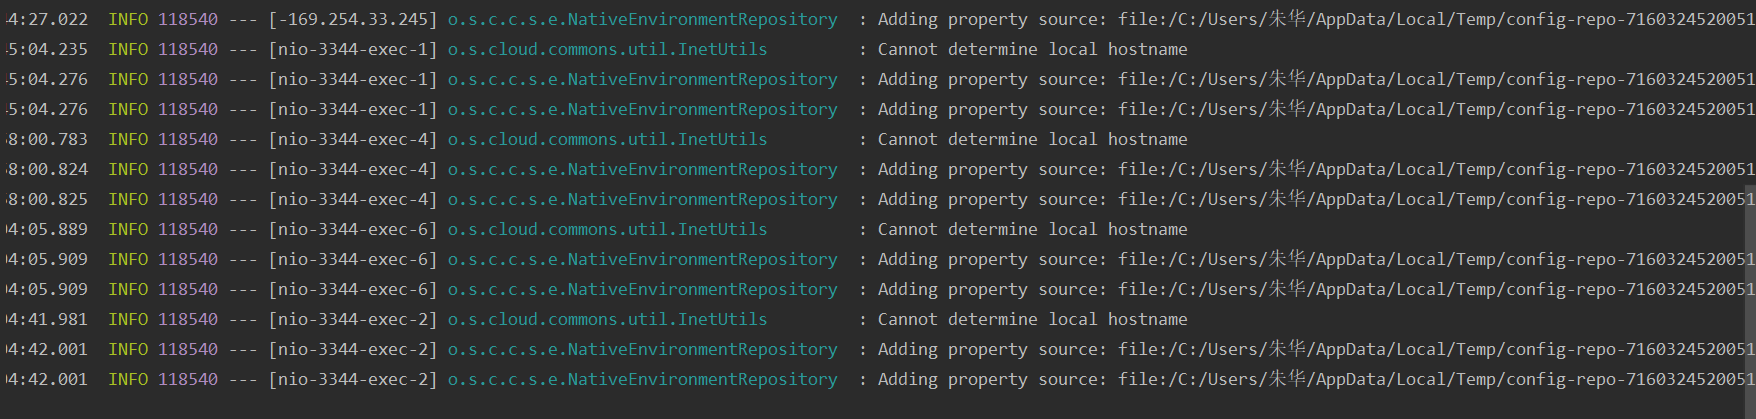 4:27.022 INFO 118540 --- [-169.254.33.245] o.s.c.c.s.e.NativeEnvironmentRepository : Adding property source: file:/C:/Users/朱华/AppData/Local/Temp/config-repo-7160324520051
5:04.235 INFO 118540 --- [nio-3344-exec-1] o.s.cloud.commons.util.InetUtils : Cannot determine local hostname
5:04.276 INFO 118540 --- [nio-3344-exec-1] o.s.c.c.s.e.NativeEnvironmentRepository : Adding property source: file:/C:/Users/朱华/AppData/Local/Temp/config-repo-7160324520051
5:04.276 INFO 118540 --- [nio-3344-exec-1] o.s.c.c.s.e.NativeEnvironmentRepository : Adding property source: file:/C:/Users/朱华/AppData/Local/Temp/config-repo-7160324520051
8:00.783 INFO 118540 --- [nio-3344-exec-4] o.s.cloud.commons.util.InetUtils : Cannot determine local hostname
8:00.824 INFO 118540 --- [nio-3344-exec-4] o.s.c.c.s.e.NativeEnvironmentRepository : Adding property source: file:/C:/Users/朱华/AppData/Local/Temp/config-repo-7160324520051
8:00.825 INFO 118540 --- [nio-3344-exec-4] o.s.c.c.s.e.NativeEnvironmentRepository : Adding property source: file:/C:/Users/朱华/AppData/Local/Temp/config-repo-7160324520051
4:05.889 INFO 118540 --- [nio-3344-exec-6] o.s.cloud.commons.util.InetUtils : Cannot determine local hostname
4:05.909 INFO 118540 --- [nio-3344-exec-6] o.s.c.c.s.e.NativeEnvironmentRepository : Adding property source: file:/C:/Users/朱华/AppData/Local/Temp/config-repo-7160324520051
4:05.909 INFO 118540 --- [nio-3344-exec-6] o.s.c.c.s.e.NativeEnvironmentRepository : Adding property source: file:/C:/Users/朱华/AppData/Local/Temp/config-repo-7160324520051
4:41.981 INFO 118540 --- [nio-3344-exec-2] o.s.cloud.commons.util.InetUtils : Cannot determine local hostname
4:42.001 INFO 118540 --- [nio-3344-exec-2] o.s.c.c.s.e.NativeEnvironmentRepository : Adding property source: file:/C:/Users/朱华/AppData/Local/Temp/config-repo-7160324520051
4:42.001 INFO 118540 --- [nio-3344-exec-2] o.s.c.c.s.e.NativeEnvironmentRepository : Adding property source: file:/C:/Users/朱华/AppData/Local/Temp/config-repo-7160324520051